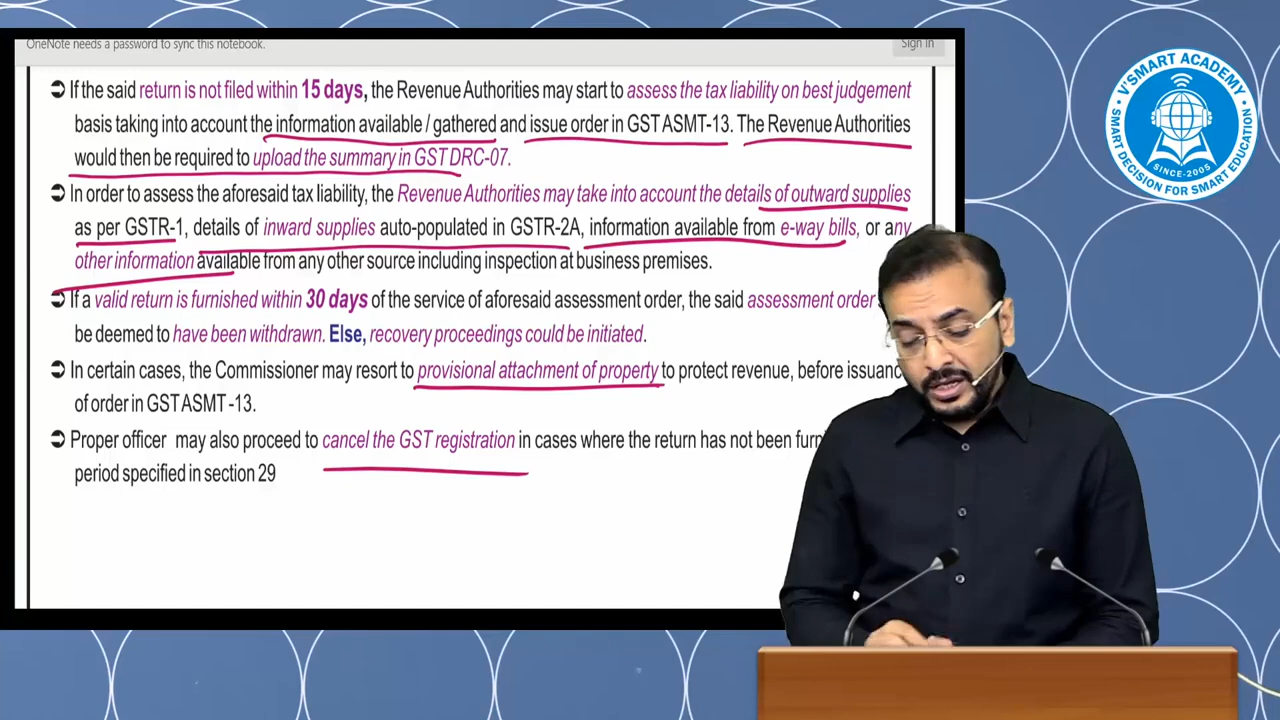 OneNote needs a password to sync this notebook.
Sign in
➲ If the said return is not filed within 15 days, the Revenue Authorities may start to assess the tax liability on best judgement
basis taking into account the information available / gathered and issue order in GST ASMT-13. The Revenue Authorities
would then be required to upload the summary in GST DRC-07.
➲ In order to assess the aforesaid tax liability, the Revenue Authorities may take into account the details of outward supplies
as per GSTR-1, details of inward supplies auto-populated in GSTR-2A, information available from e-way bills, or any
other information available from any other source including inspection at business premises.
➲ If a valid return is furnished within 30 days of the service of aforesaid assessment order, the said assessment order
be deemed to have been withdrawn. Else, recovery proceedings could be initiated.
➲ In certain cases, the Commissioner may resort to provisional attachment of property to protect revenue, before issuanc
of order in GST ASMT -13.
➲ Proper officer may also proceed to cancel the GST registration in cases where the return has not been furn
period specified in section 29
V'SMART ACADEMY
SINCE-2005
SMART DECISION FOR SMART EDUCATION